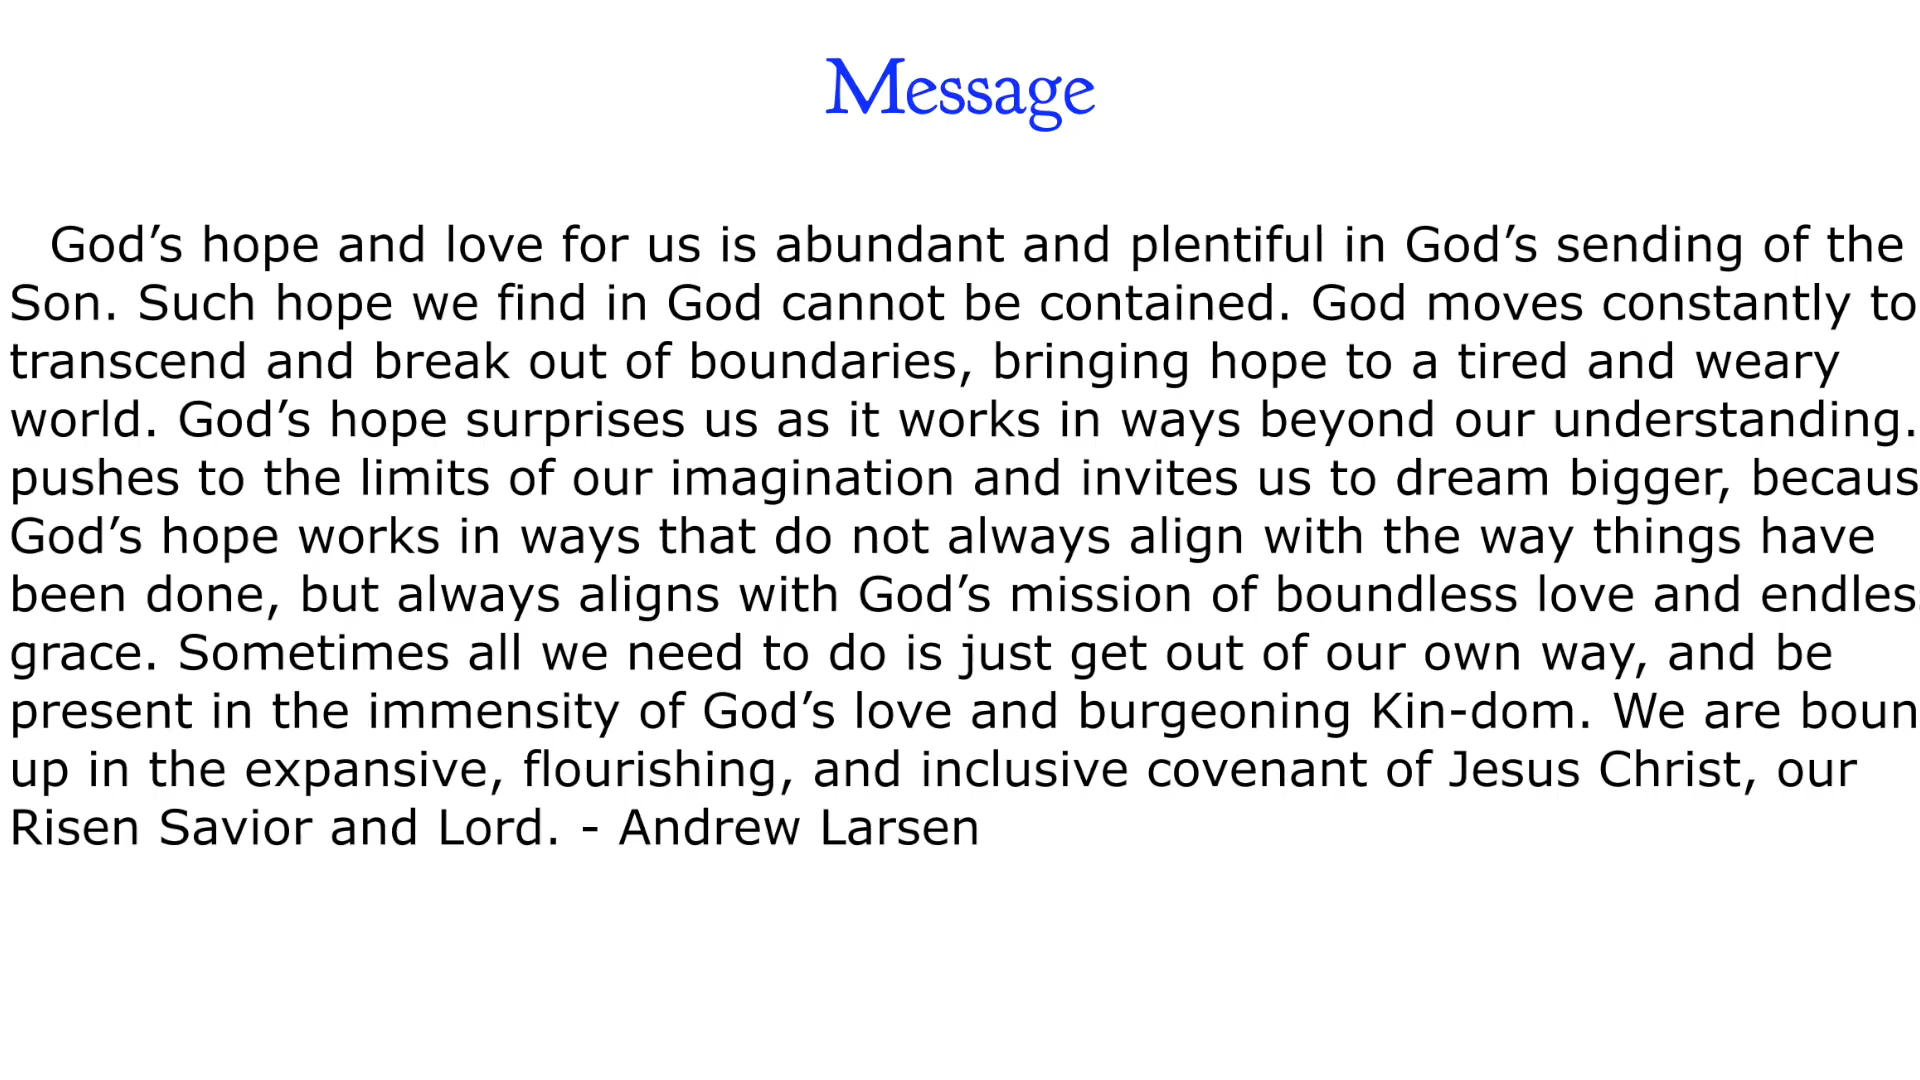 Message
God’s hope and love for us is abundant and plentiful in God’s sending of the
Son. Such hope we find in God cannot be contained. God moves constantly to
transcend and break out of boundaries, bringing hope to a tired and weary
world. God’s hope surprises us as it works in ways beyond our understanding.
pushes to the limits of our imagination and invites us to dream bigger, becaus
God’s hope works in ways that do not always align with the way things have
been done, but always aligns with God’s mission of boundless love and endles
grace. Sometimes all we need to do is just get out of our own way, and be
present in the immensity of God’s love and burgeoning Kin-dom. We are boun
up in the expansive, flourishing, and inclusive covenant of Jesus Christ, our
Risen Savior and Lord. - Andrew Larsen